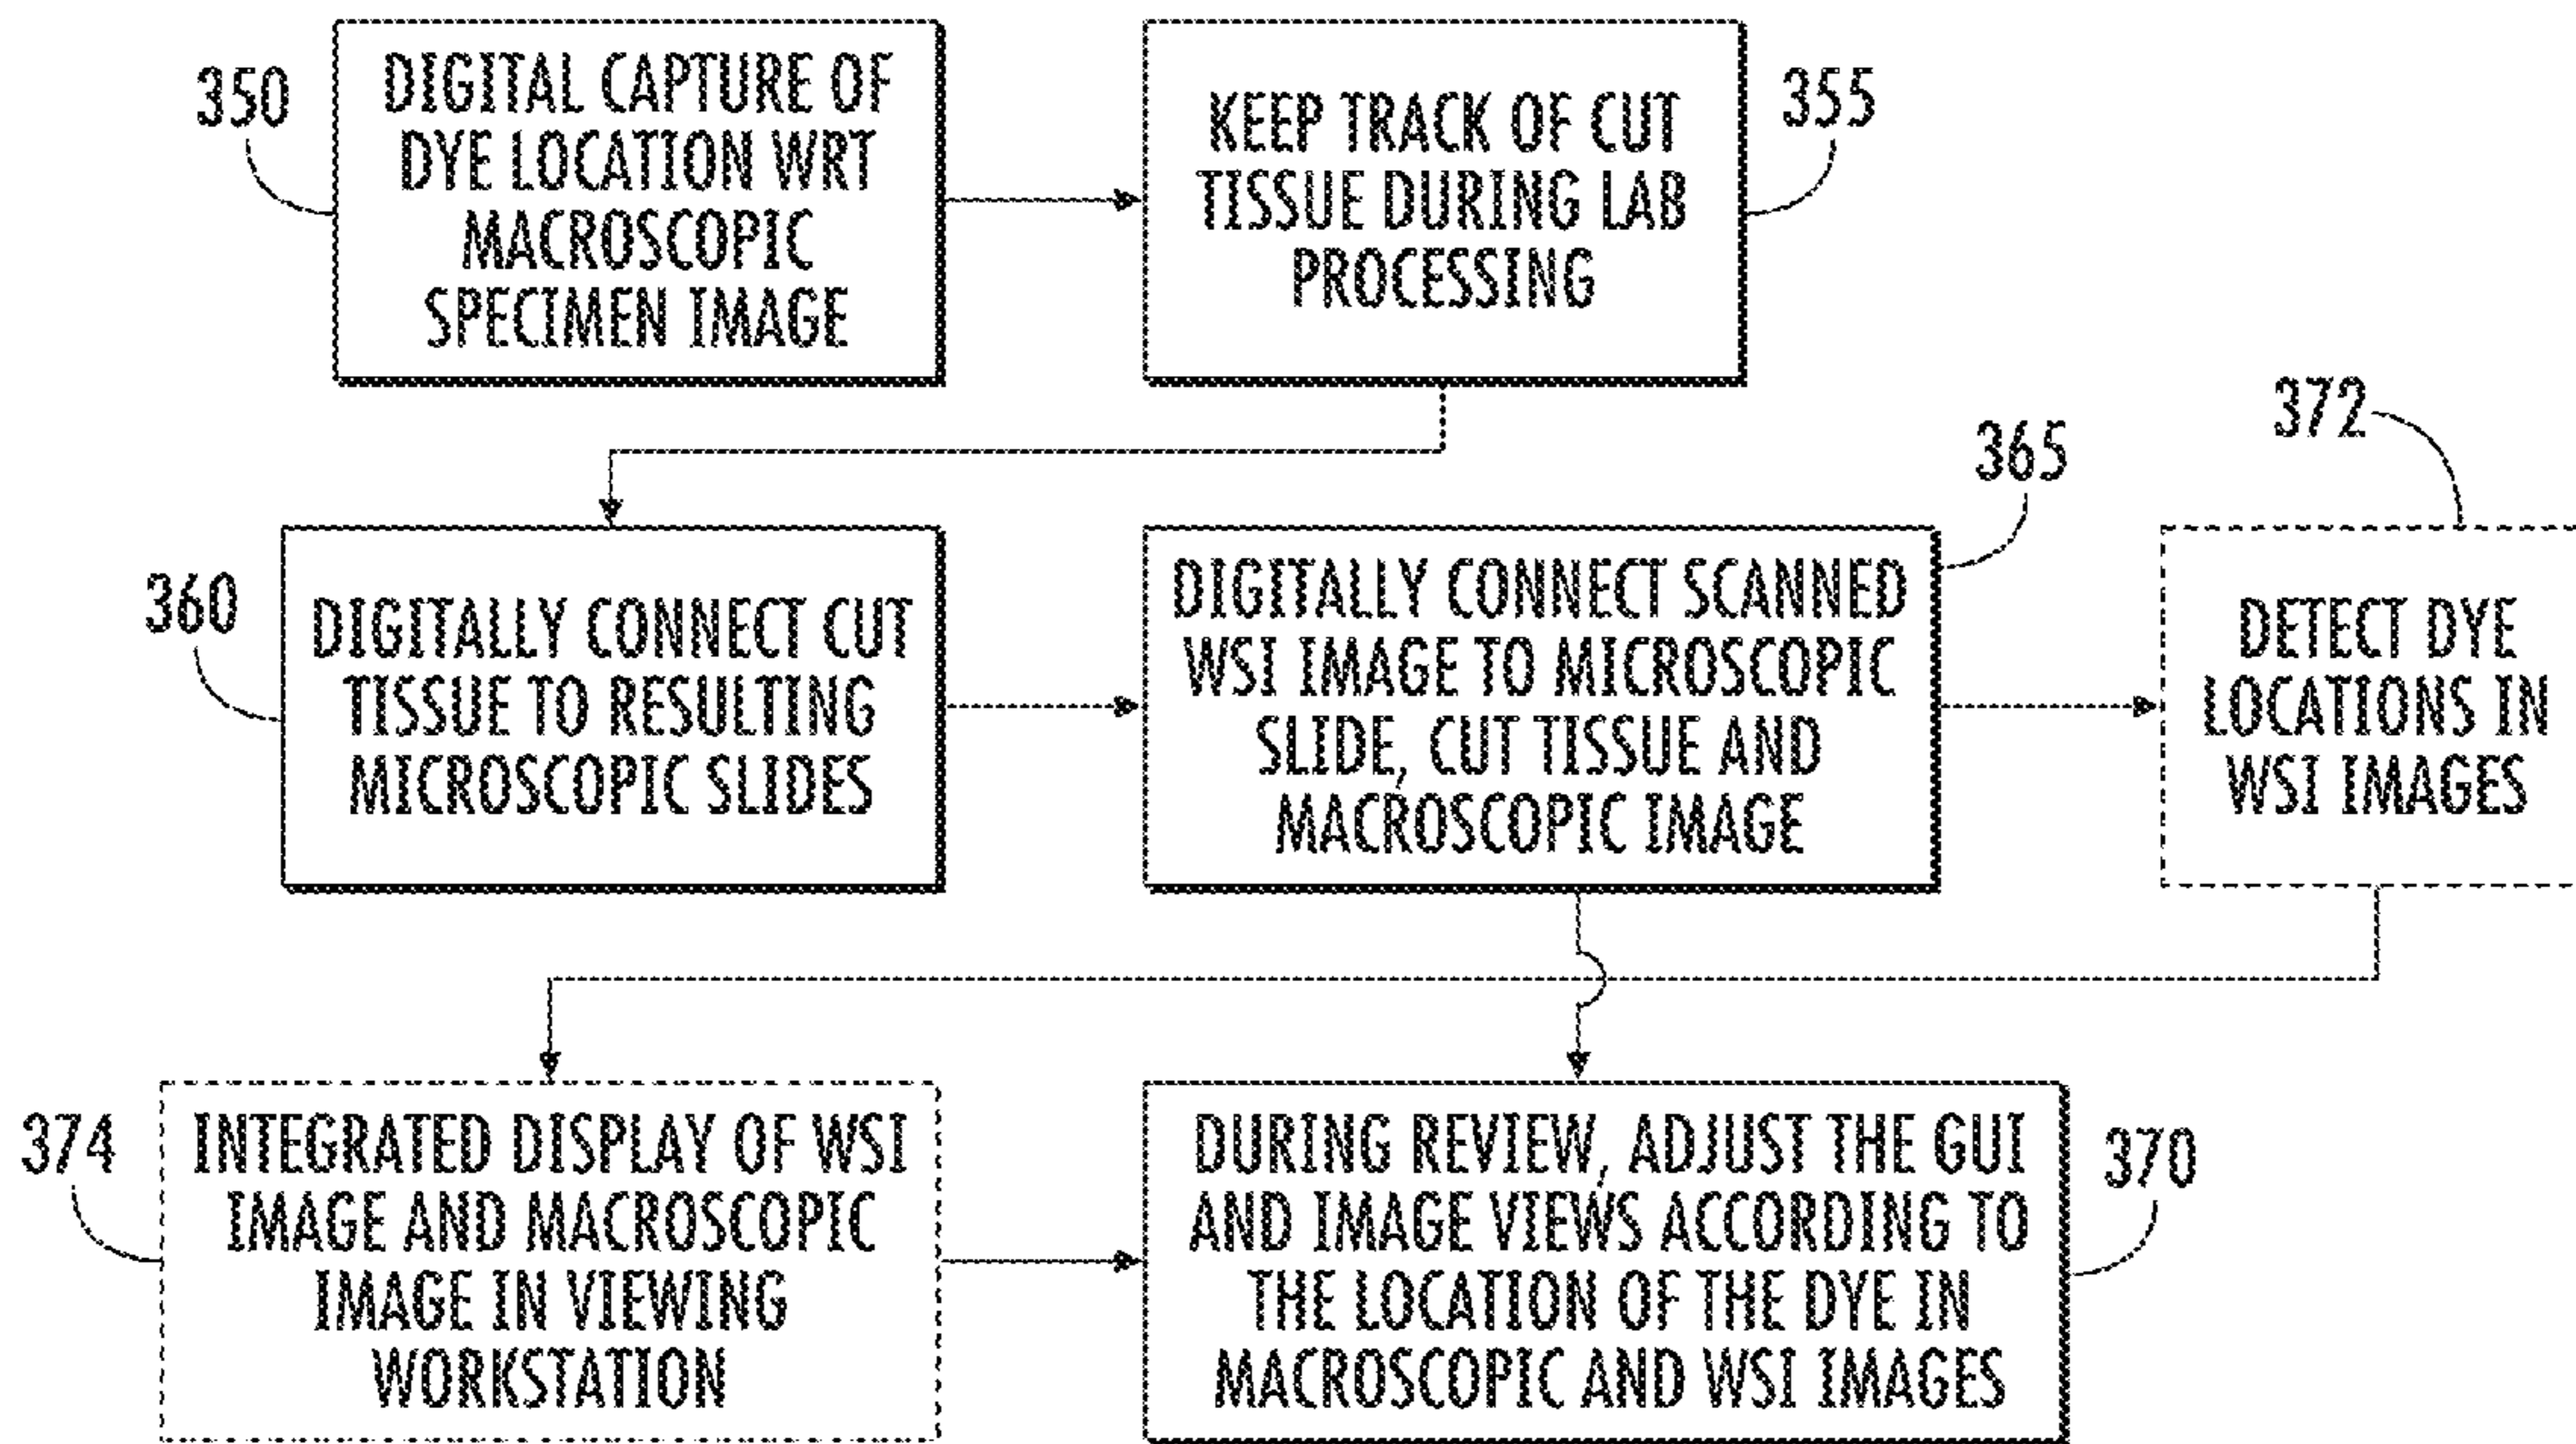 350
DIGITAL CAPTURE OF
DYE LOCATION WRT
MACROSCOPIC
SPECIMEN IMAGE
KEEP TRACK OF CUT
TISSUE DURING LAB
PROCESSING
355
360
DIGITALLY CONNECT CUT
TISSUE TO RESULTING
MICROSCOPIC SLIDES
DIGITALLY CONNECT SCANNED
WSI IMAGE TO MICROSCOPIC
SLIDE, CUT TISSUE AND
MACROSCOPIC IMAGE
365
372
DETECT DYE
LOCATIONS IN
WSI IMAGES
374
INTEGRATED DISPLAY OF WSI
IMAGE AND MACROSCOPIC
IMAGE IN VIEWING
WORKSTATION
DURING REVIEW, ADJUST THE GUI
AND IMAGE VIEWS ACCORDING TO
THE LOCATION OF THE DYE IN
MACROSCOPIC AND WSI IMAGES
370